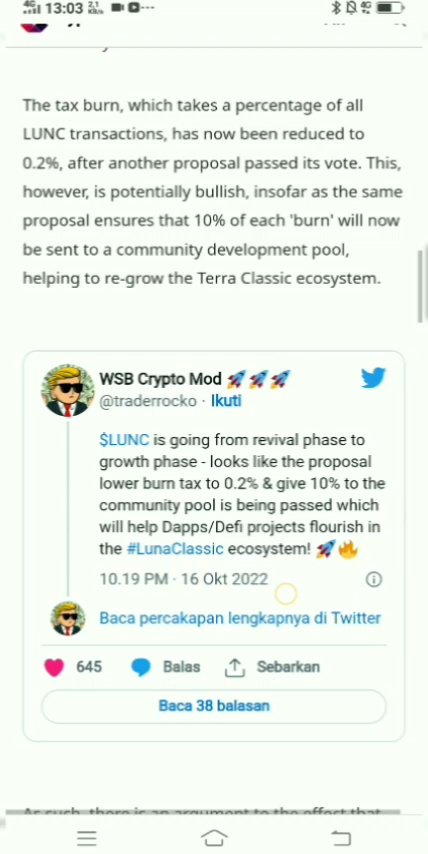 13:03
The tax burn, which takes a percentage of all
LUNC transactions, has now been reduced to
0.2%, after another proposal passed its vote. This,
however, is potentially bullish, insofar as the same
proposal ensures that 10% of each 'burn' will now
be sent to a community development pool,
helping to re-grow the Terra Classic ecosystem.
WSB Crypto Mod 🚀🚀🚀
@traderrocko · Ikuti
$LUNC is going from revival phase to
growth phase - looks like the proposal
lower burn tax to 0.2% & give 10% to the
community pool is being passed which
will help Dapps/Defi projects flourish in
the #LunaClassic ecosystem! 🚀🔥
10.19 PM · 16 Okt 2022
Baca percakapan lengkapnya di Twitter
645 Balas Sebarkan
Baca 38 balasan
As such, there is an argument to the effect that